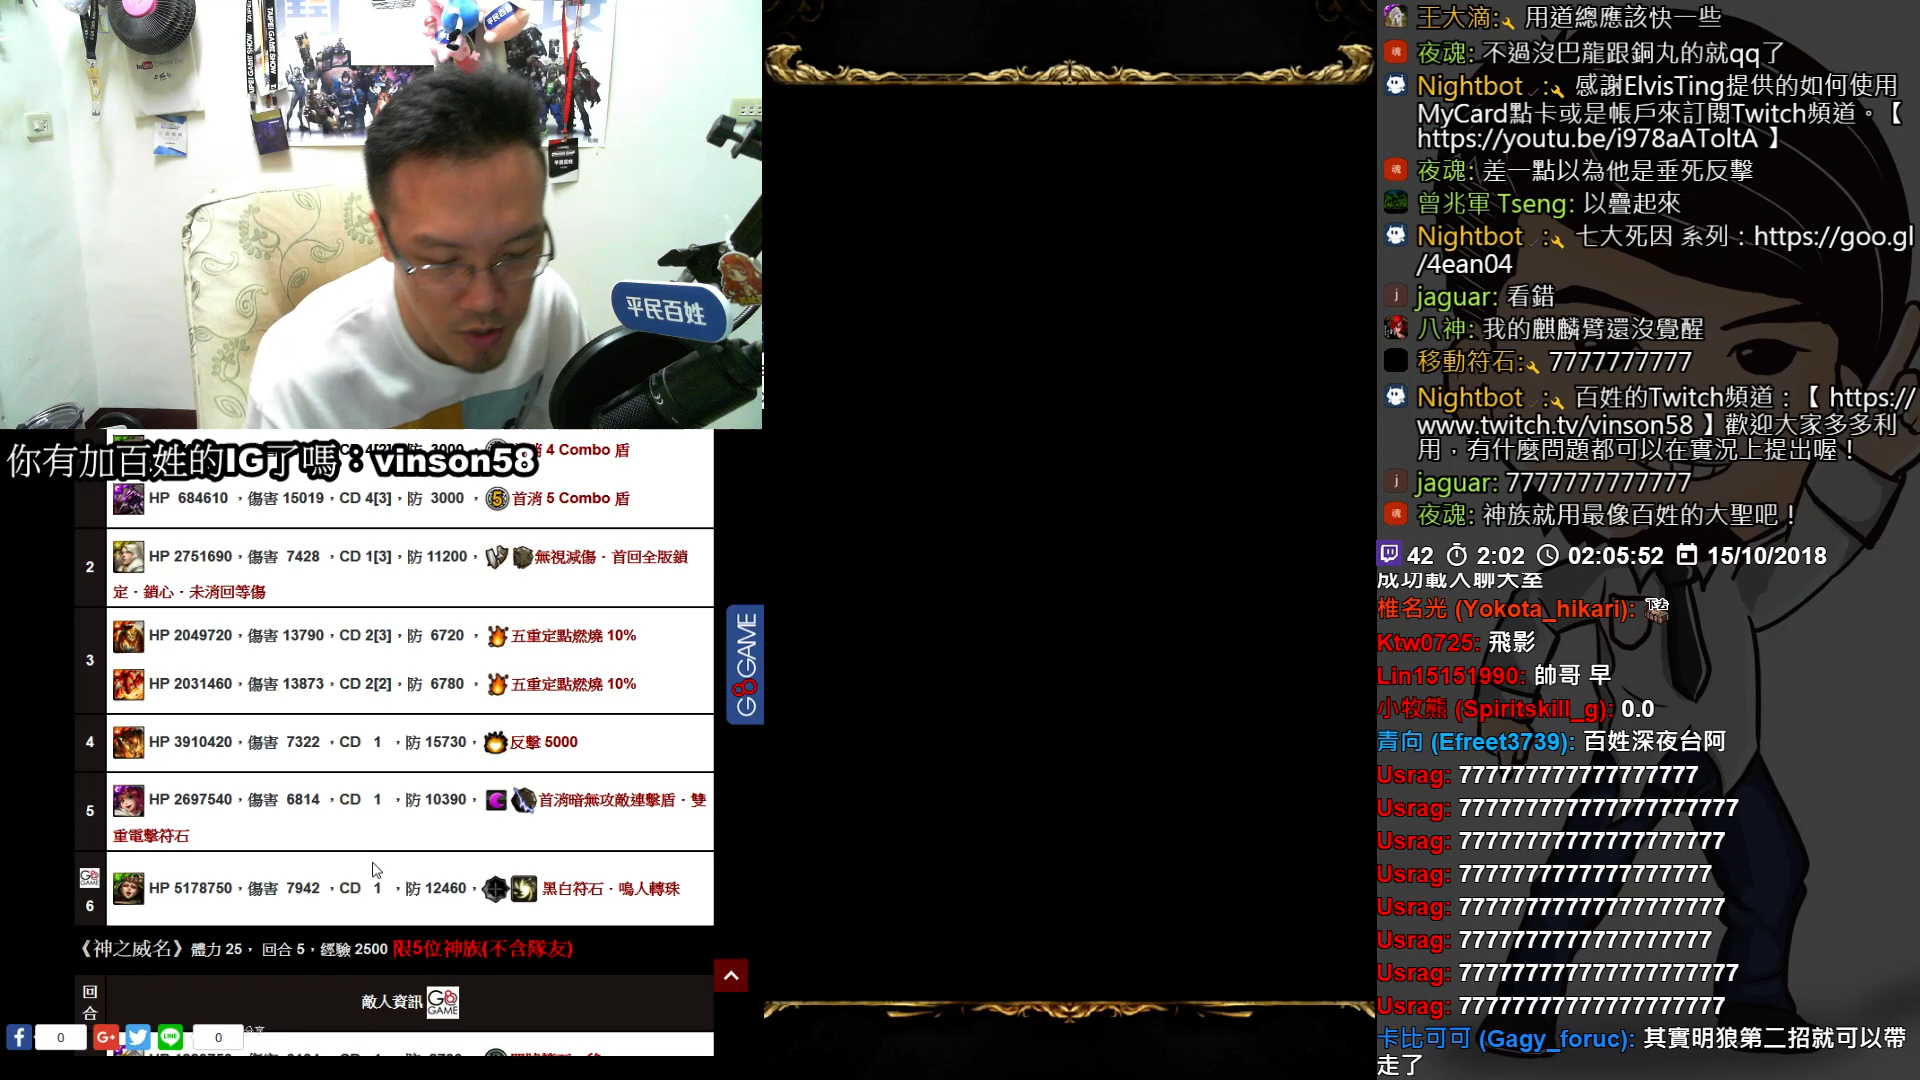 平民百姓
你有加百姓的IG了嗎：vinson58
4 Combo 盾
HP 684610 ，傷害 15019，CD 4[3]，防 3000 ，首消 5 Combo 盾
2
HP 2751690，傷害 7428 ，CD 1[3]，防 11200，無視減傷．首回全版鎖
定．鎖心．未消回等傷
3
HP 2049720，傷害 13790，CD 2[3]，防 6720 ，五重定點燃燒 10%
HP 2031460，傷害 13873，CD 2[2]，防 6780 ，五重定點燃燒 10%
4
HP 3910420，傷害 7322 ，CD 1 ，防 15730，反擊 5000
5
HP 2697540，傷害 6814 ，CD 1 ，防 10390，首消暗無攻敵連擊盾．雙
重電擊符石
6
HP 5178750，傷害 7942 ，CD 1 ，防 12460，黑白符石．鳴人轉珠
《神之威名》體力 25， 回合 5，經驗 2500 限5位神族(不含隊友)
回
合
敵人資訊
G8 GAME
0
0
分享
G8GAME
王大滴: 用道總應該快一些
夜魂: 不過沒巴龍跟銅丸的就qq了
Nightbot : 感謝ElvisTing提供的如何使用
MyCard點卡或是帳戶來訂閱Twitch頻道。【
https://youtu.be/i978aAToltA 】
夜魂: 差一點以為他是垂死反擊
曾兆軍 Tseng: 以疊起來
Nightbot : 七大死因 系列：https://goo.gl
/4ean04
jaguar: 看錯
八神: 我的麒麟臂還沒覺醒
移動符石: 7777777777
Nightbot : 百姓的Twitch頻道：【 https://
www.twitch.tv/vinson58 】歡迎大家多多利
用，有什麼問題都可以在實況上提出喔！
jaguar: 7777777777777
夜魂: 神族就用最像百姓的大聖吧！
42 2:02 02:05:52 15/10/2018
成功載入聊天室
椎名光 (Yokota_hikari):
Ktw0725: 飛影
Lin15151990: 帥哥 早
小牧熊 (Spiritskill_g): 0.0
青向 (Efreet3739): 百姓深夜台阿
Usrag: 777777777777777777
Usrag: 777777777777777777777
Usrag: 77777777777777777777
Usrag: 7777777777777777777
Usrag: 77777777777777777777
Usrag: 7777777777777777777
Usrag: 777777777777777777777
Usrag: 77777777777777777777
卡比可可 (Gagy_foruc): 其實明狼第二招就可以帶
走了